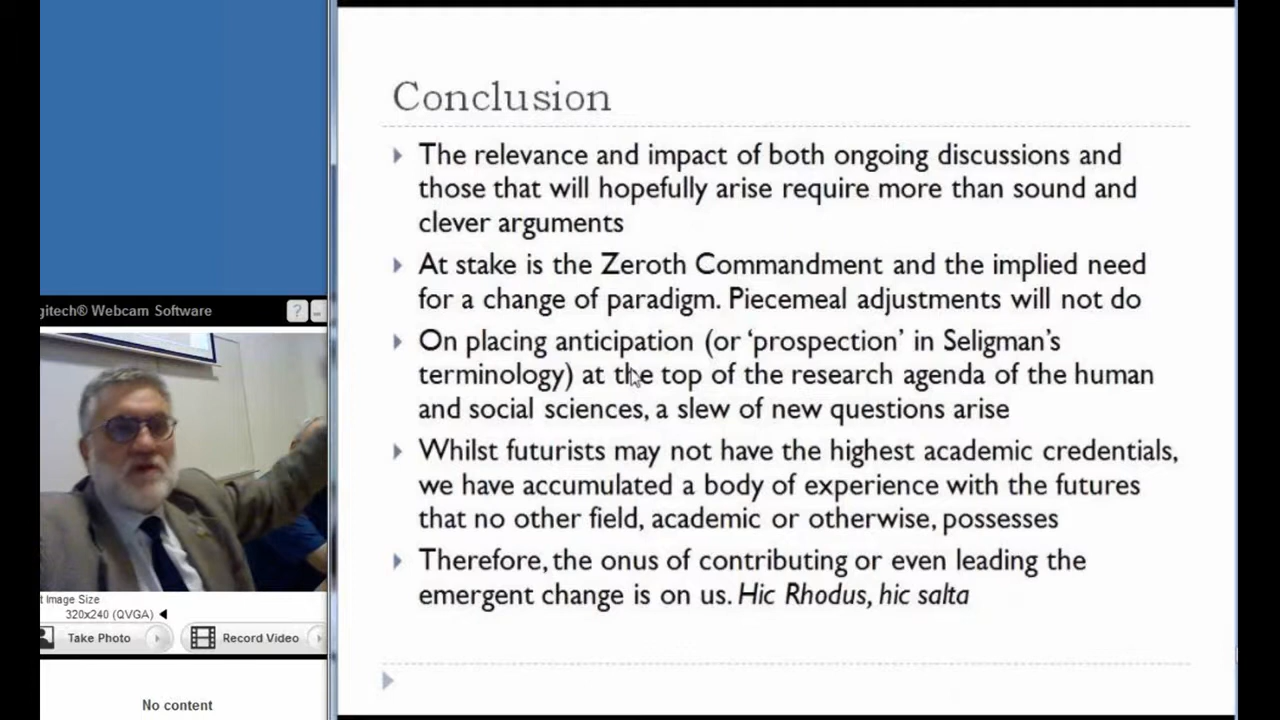 Conclusion
The relevance and impact of both ongoing discussions and
those that will hopefully arise require more than sound and
clever arguments
At stake is the Zeroth Commandment and the implied need
for a change of paradigm. Piecemeal adjustments will not do
On placing anticipation (or ‘prospection’ in Seligman’s
terminology) at the top of the research agenda of the human
and social sciences, a slew of new questions arise
Whilst futurists may not have the highest academic credentials,
we have accumulated a body of experience with the futures
that no other field, academic or otherwise, possesses
Therefore, the onus of contributing or even leading the
emergent change is on us. Hic Rhodus, hic salta
gitech® Webcam Software
?
t Image Size
320x240 (QVGA)
Take Photo
Record Video
No content